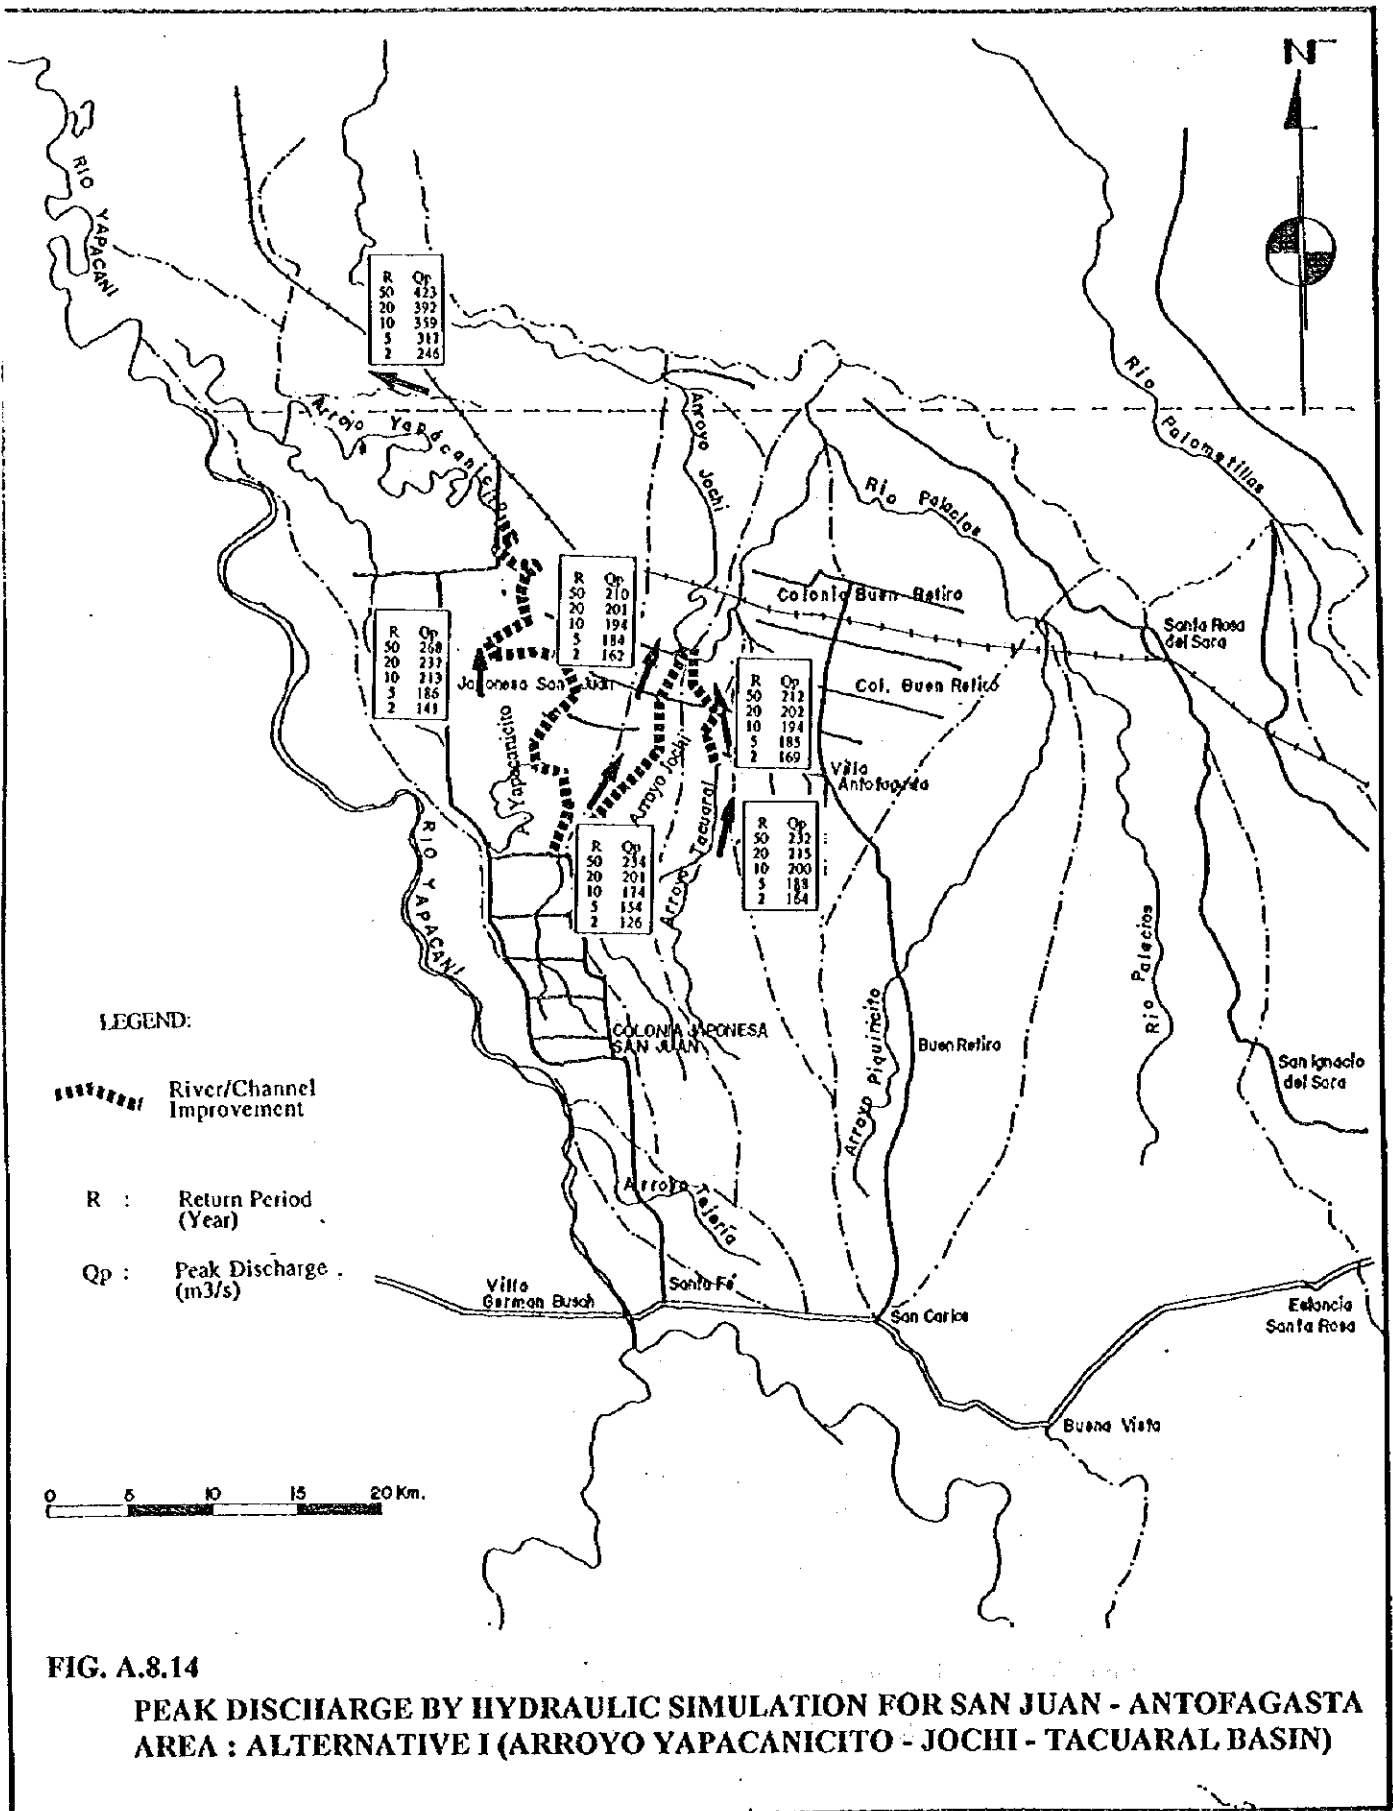 N
RIO YAPACANI
R Qp
50 423
20 392
10 359
5
2 246
Arroyo Yapácanicito
Arroyo Jochi
Río Palometillas
Río Palacios
R Qp
50 210
20 201
10 194
5 184
2 162
Colonia Buen Retiro
Santa Rosa
del Sara
R Qp
50 268
20
10 213
5 186
2 141
Japonesa San Juan
R Qp
50 212
20 202
10 194
5 185
2 169
Col. Buen Retiro
A. Yapacanicito
Arroyo Jochi
Arroyo Tacuaral
Villa
Antofagasta
R Qp
50 232
20 215
10 200
5 188
2 164
R Qp
50 234
20 201
10 174
5 154
2 126
RIO YAPACANI
Río Palacios
LEGEND:
COLONIA JAPONESA
SAN JUAN
Arroyo Piquiricito
Buen Retiro
San Ignacio
del Sara
River/Channel
Improvement
R : Return Period
(Year)
Arroyo Tejeria
Qp : Peak Discharge
(m3/s)
Villa
German Busch
Santa Fé
San Carlos
Estancia
Santa Rosa
Buena Vista
0 5 10 15 20 Km.
FIG. A.8.14
PEAK DISCHARGE BY HYDRAULIC SIMULATION FOR SAN JUAN - ANTOFAGASTA
AREA : ALTERNATIVE I (ARROYO YAPACANICITO - JOCHI - TACUARAL BASIN)